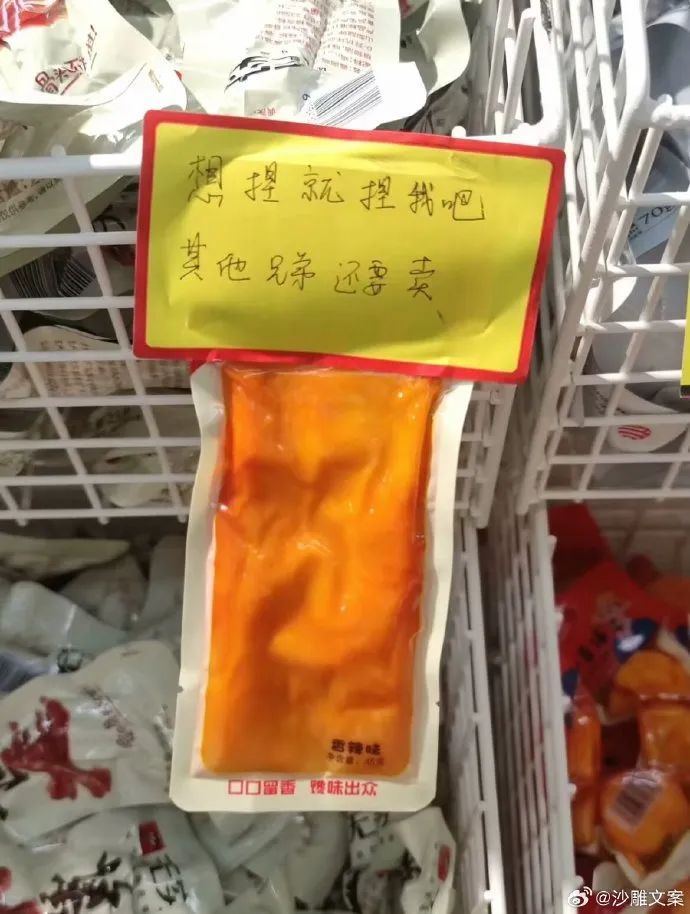 想捏就捏我吧
其他兄弟还要卖
香辣味
口口留香 辣味出众
@沙雕文案